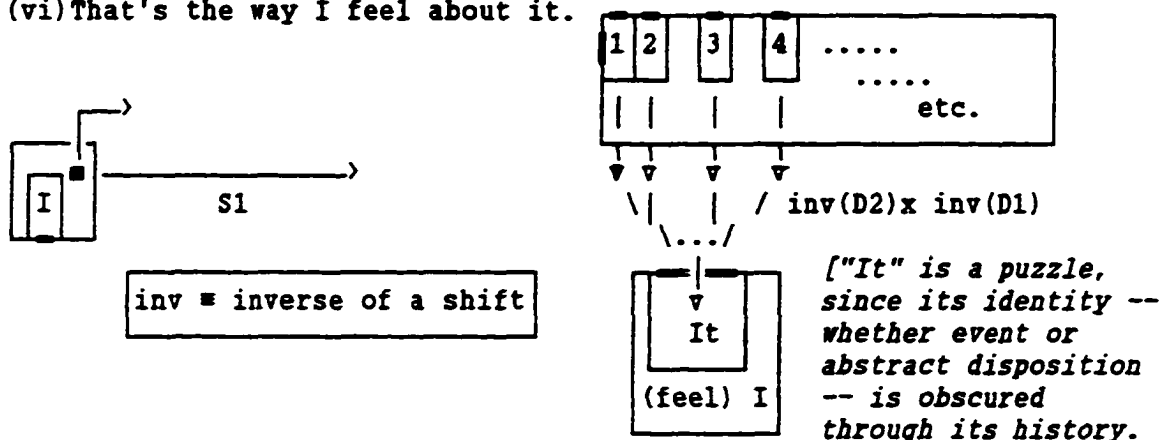 (vi)That's the way I feel about it.
1 2 3 4 .....
.....
etc.
I
S1
inv(D2)x inv(D1)
...
inv ≡ inverse of a shift
It
(feel) I
["It" is a puzzle,
since its identity --
whether event or
abstract disposition
-- is obscured
through its history.